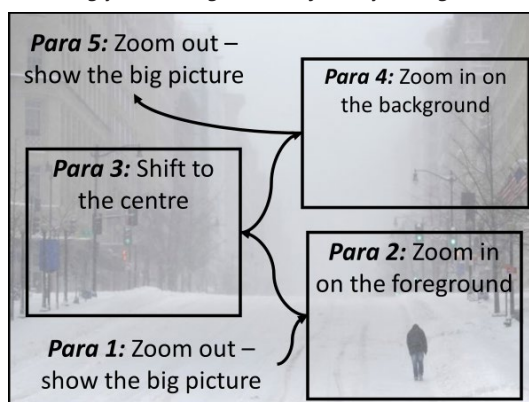 Para 5: Zoom out –
show the big picture
Para 4: Zoom in on
the background
Para 3: Shift to
the centre
Para 2: Zoom in
on the foreground
Para 1: Zoom out –
show the big picture